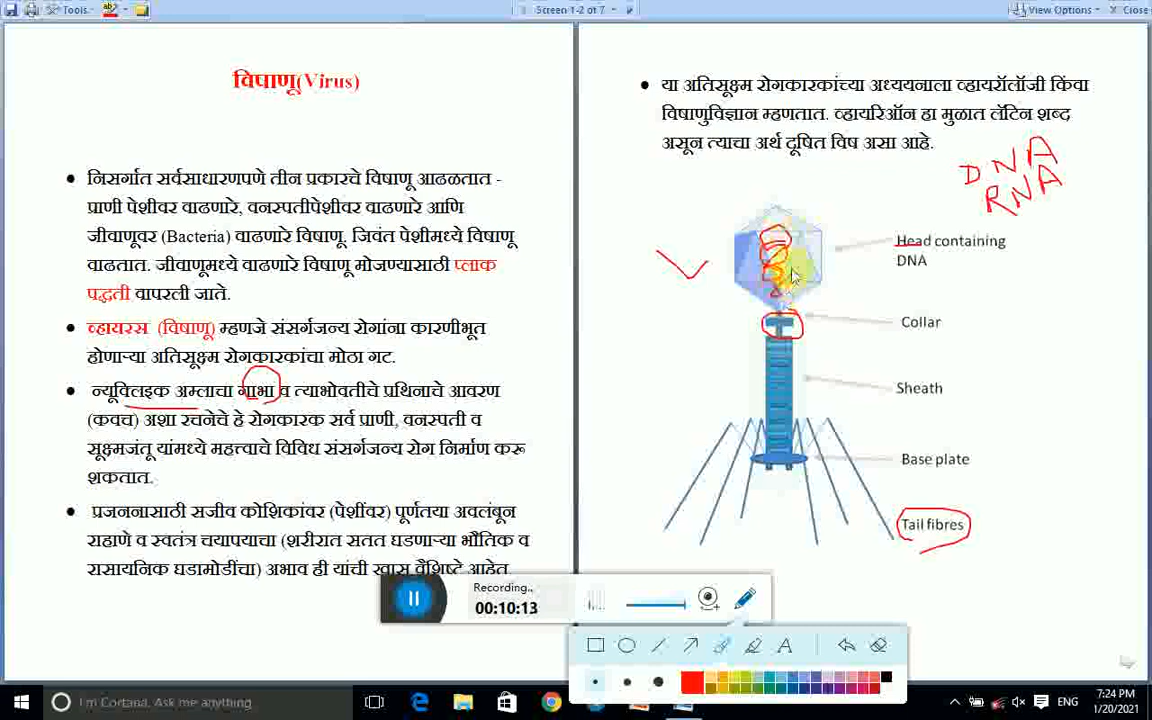 Tools
Screen 1-2 of 7
View Options
Close
विषाणू(Virus)
निसर्गात सर्वसाधारणपणे तीन प्रकारचे विषाणू आढळतात -
प्राणी पेशीवर वाढणारे, वनस्पतीपेशीवर वाढणारे आणि
जीवाणूवर (Bacteria) वाढणारे विषाणू. जिवंत पेशीमध्ये विषाणू
वाढतात. जीवाणूमध्ये वाढणारे विषाणू मोजण्यासाठी प्लाक
पद्धती वापरली जाते.
व्हायरस (विषाणू) म्हणजे संसर्गजन्य रोगांना कारणीभूत
होणाऱ्या अतिसूक्ष्म रोगकारकांचा मोठा गट.
न्यूक्लिइक अम्लाचा गाभा व त्याभोवतीचे प्रथिनाचे आवरण
(कवच) अशा रचनेचे हे रोगकारक सर्व प्राणी, वनस्पती व
सूक्ष्मजंतू यांमध्ये महत्त्वाचे विविध संसर्गजन्य रोग निर्माण करू
शकतात.
प्रजननासाठी सजीव कोशिकांवर (पेशींवर) पूर्णतया अवलंबून
राहाणे व स्वतंत्र चयापयाचा (शरीरात सतत घडणाऱ्या भौतिक व
रासायनिक घडामोडींचा) अभाव ही यांची खास वैशिष्टे आहेत.
या अतिसूक्ष्म रोगकारकांच्या अध्ययनाला व्हायरॉलॉजी किंवा
विषाणुविज्ञान म्हणतात. व्हायरिऑन हा मुळात लॅटिन शब्द
असून त्याचा अर्थ दूषित विष असा आहे.
DNA
RNA
Head containing
DNA
Collar
Sheath
Base plate
Tail fibres
Recording..
00:10:13
A
I'm Cortana. Ask me anything
ENG
7:24 PM
1/20/2021